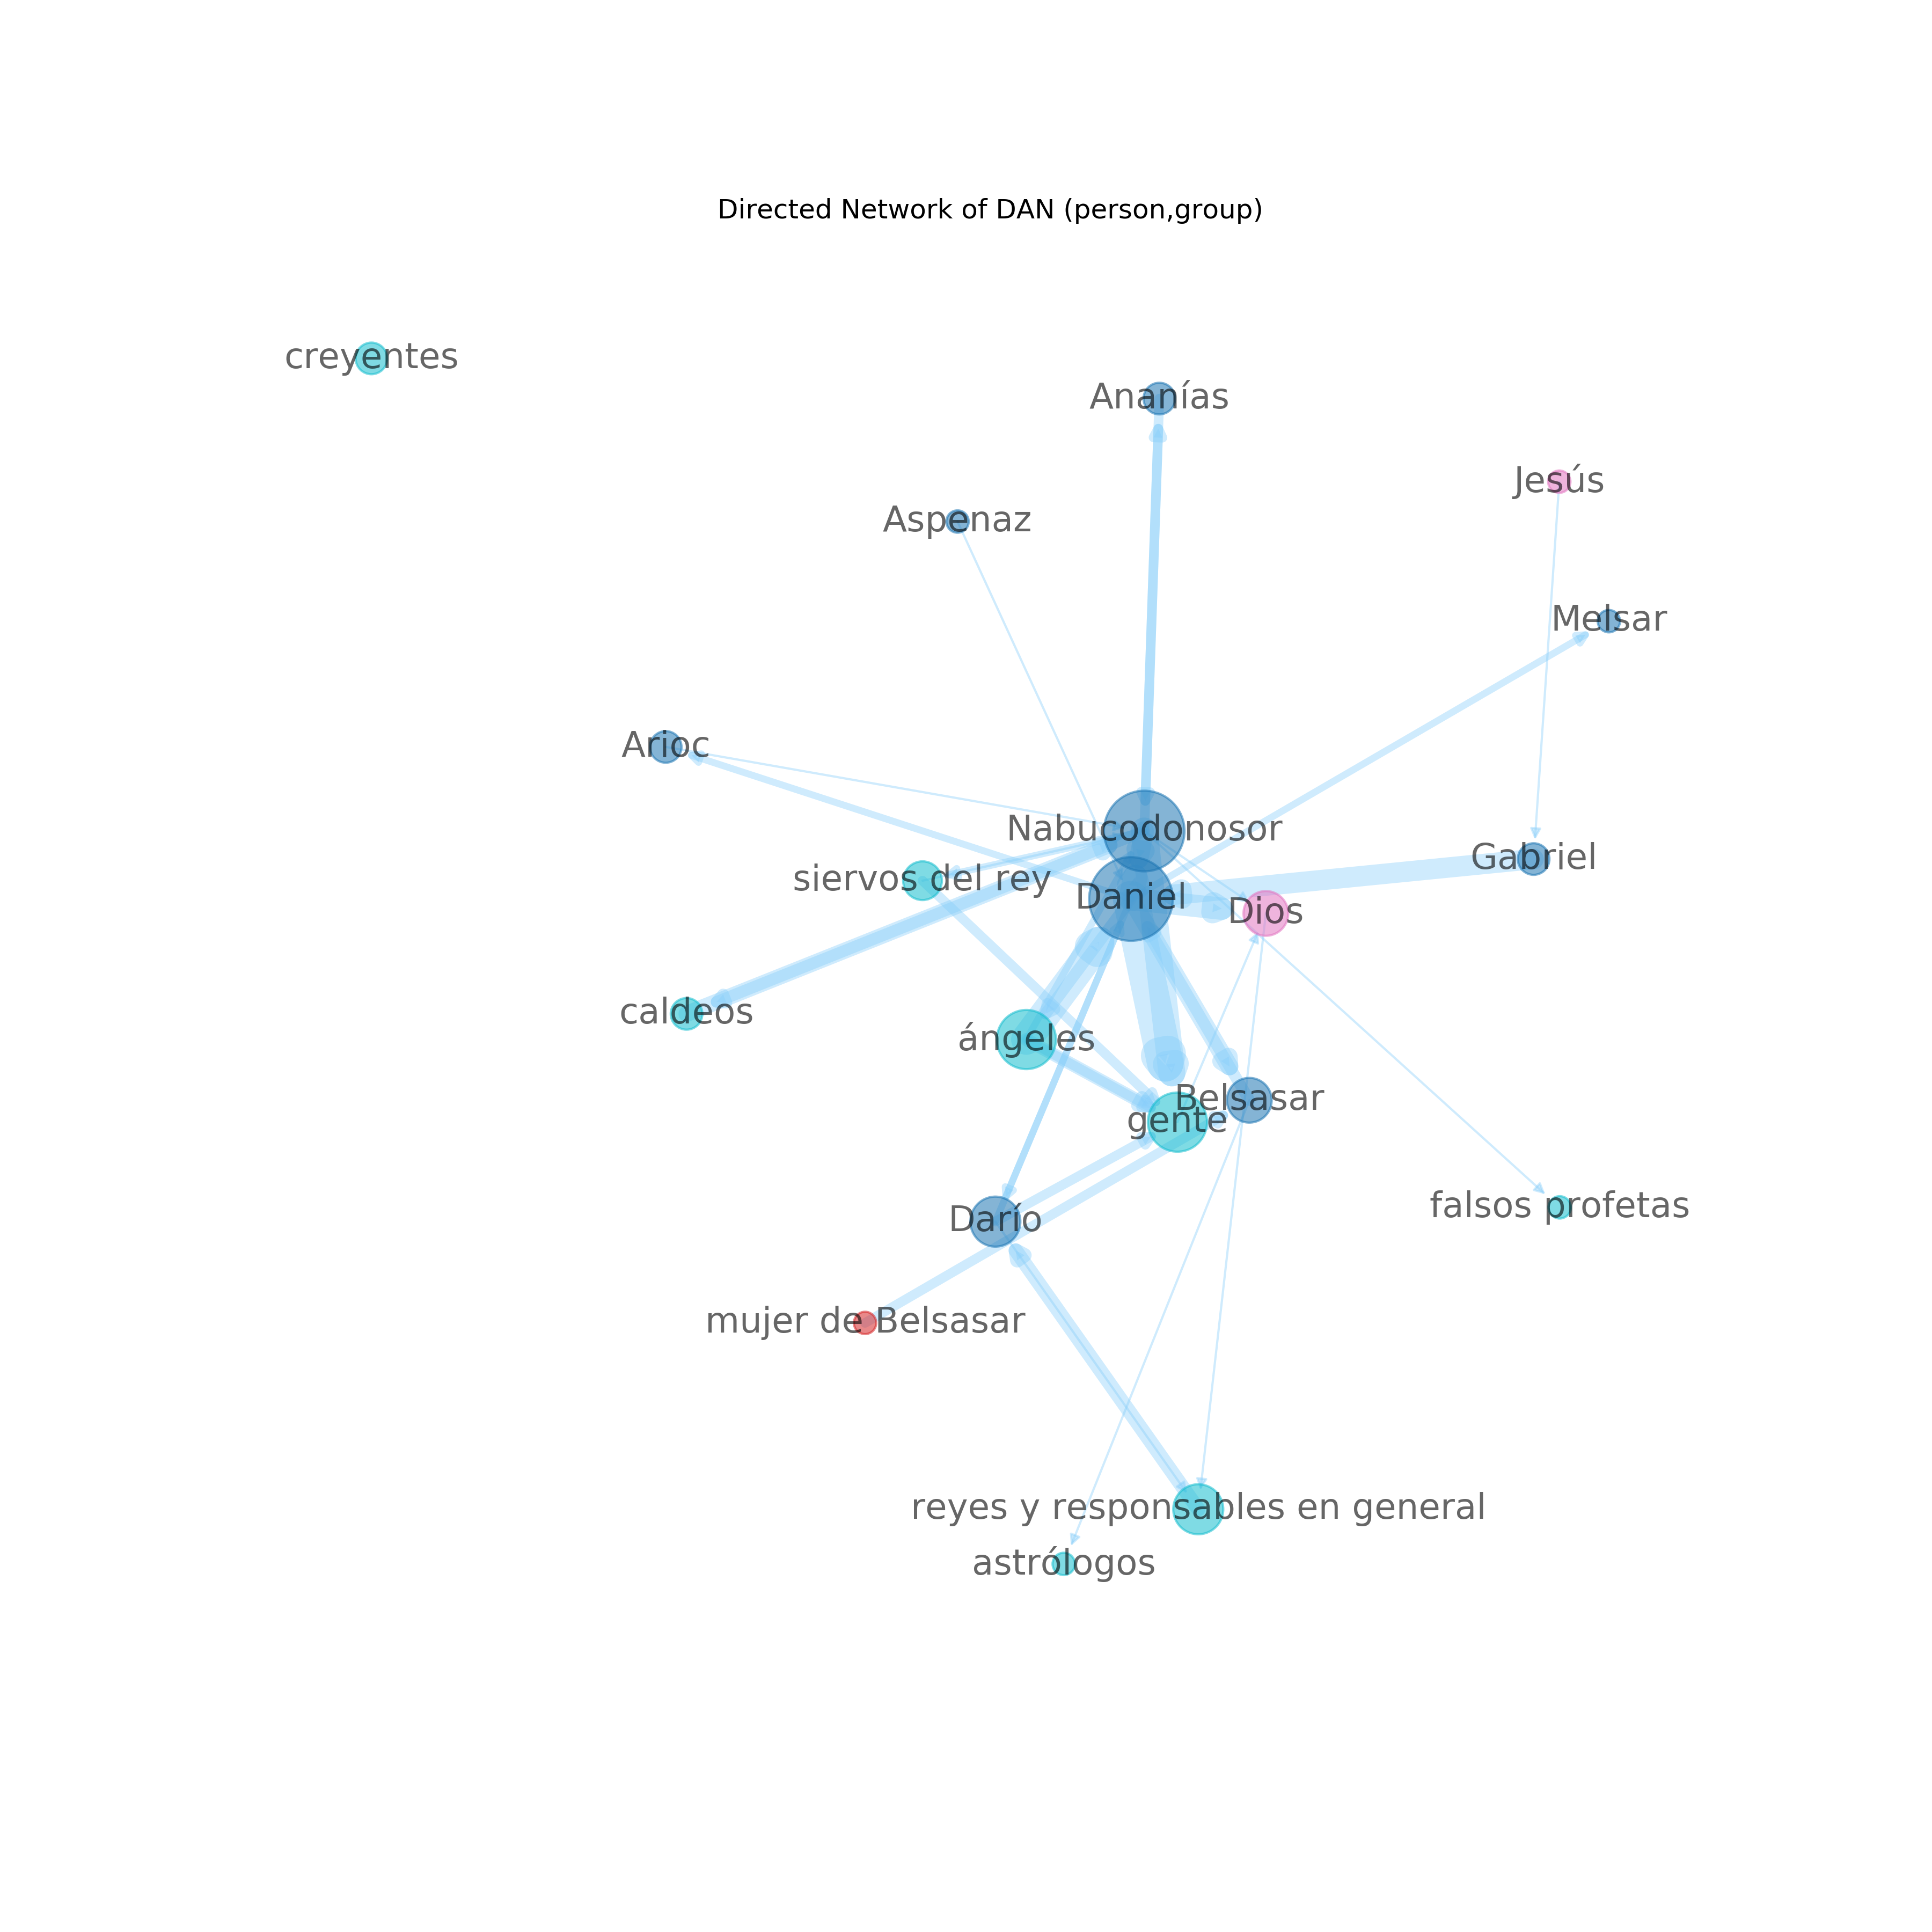 Directed Network of DAN (person,group)
creyentes
Ananías
Jesús
Aspenaz
Melsar
Arioc
Nabucodonosor
Gabriel
siervos del rey
Daniel
Dios
caldeos
ángeles
Belsasar
gente
falsos profetas
Darío
mujer de Belsasar
reyes y responsables en general
astrólogos